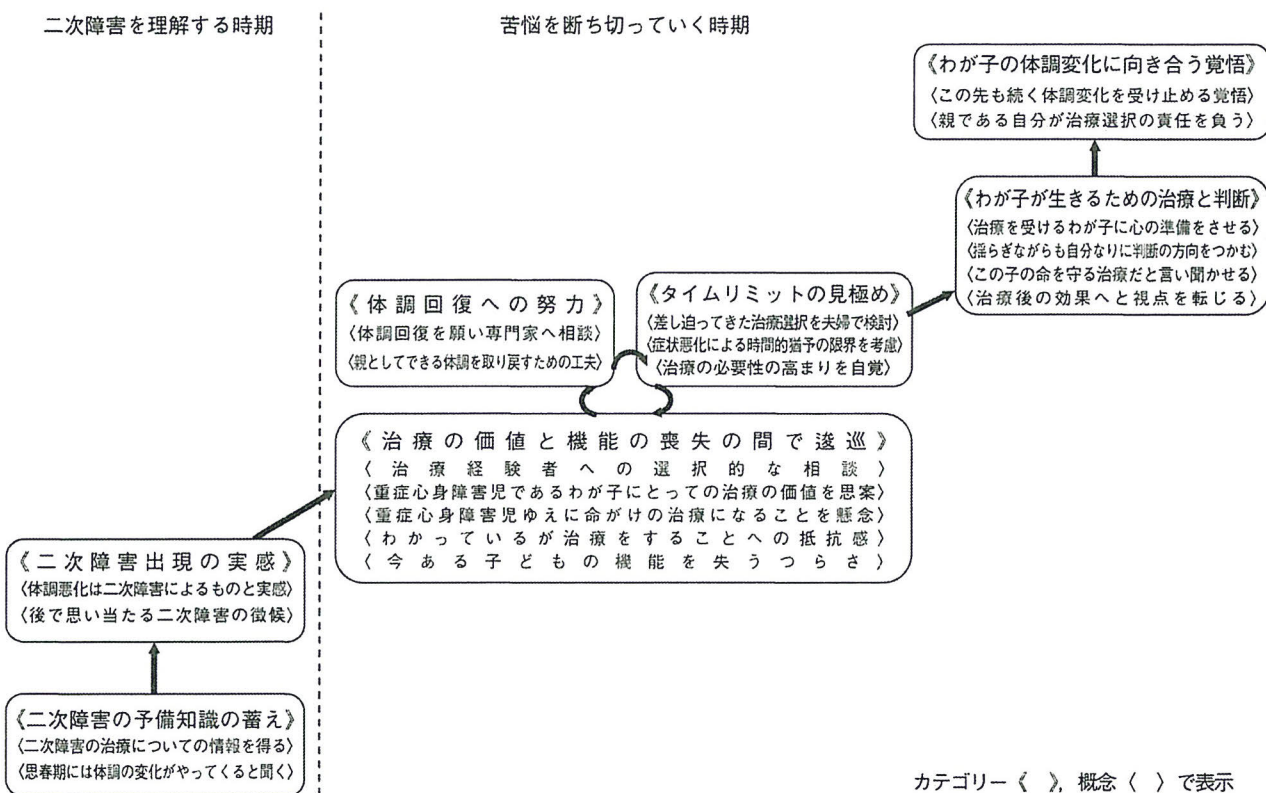 二次障害を理解する時期
苦悩を断ち切っていく時期
《わが子の体調変化に向き合う覚悟》
〈この先も続く体調変化を受け止める覚悟〉
〈親である自分が治療選択の責任を負う〉
《わが子が生きるための治療と判断》
〈治療を受けるわが子に心の準備をさせる〉
〈揺らぎながらも自分なりに判断の方向をつかむ〉
〈この子の命を守る治療だと言い聞かせる〉
〈治療後の効果へと視点を転じる〉
《体調回復への努力》
〈体調回復を願い専門家へ相談〉
〈親としてできる体調を取り戻すための工夫〉
《タイムリミットの見極め》
〈差し迫ってきた治療選択を夫婦で検討〉
〈症状悪化による時間的猶予の限界を考慮〉
〈治療の必要性の高まりを自覚〉
《治療の価値と機能の喪失の間で逡巡》
〈治療経験者への選択的な相談〉
〈重症心身障害児であるわが子にとっての治療の価値を思案〉
〈重症心身障害児ゆえに命がけの治療になることを懸念〉
〈わかっているが治療をすることへの抵抗感〉
〈今ある子どもの機能を失うつらさ〉
《二次障害出現の実感》
〈体調悪化は二次障害によるものと実感〉
〈後で思い当たる二次障害の徴候〉
《二次障害の予備知識の蓄え》
〈二次障害の治療についての情報を得る〉
〈思春期には体調の変化がやってくると聞く〉
カテゴリー《　》，概念〈　〉で表示